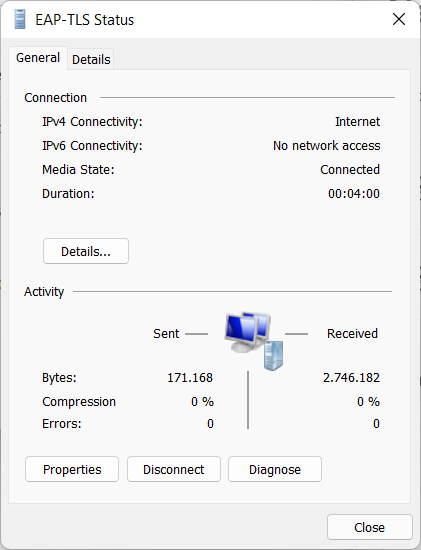 EAP-TLS Status
General Details
Connection
IPv4 Connectivity: Internet
IPv6 Connectivity: No network access
Media State: Connected
Duration: 00:04:00
Details...
Activity
Sent Received
Bytes: 171.168 2.746.182
Compression 0 % 0 %
Errors: 0 0
Properties Disconnect Diagnose
Close